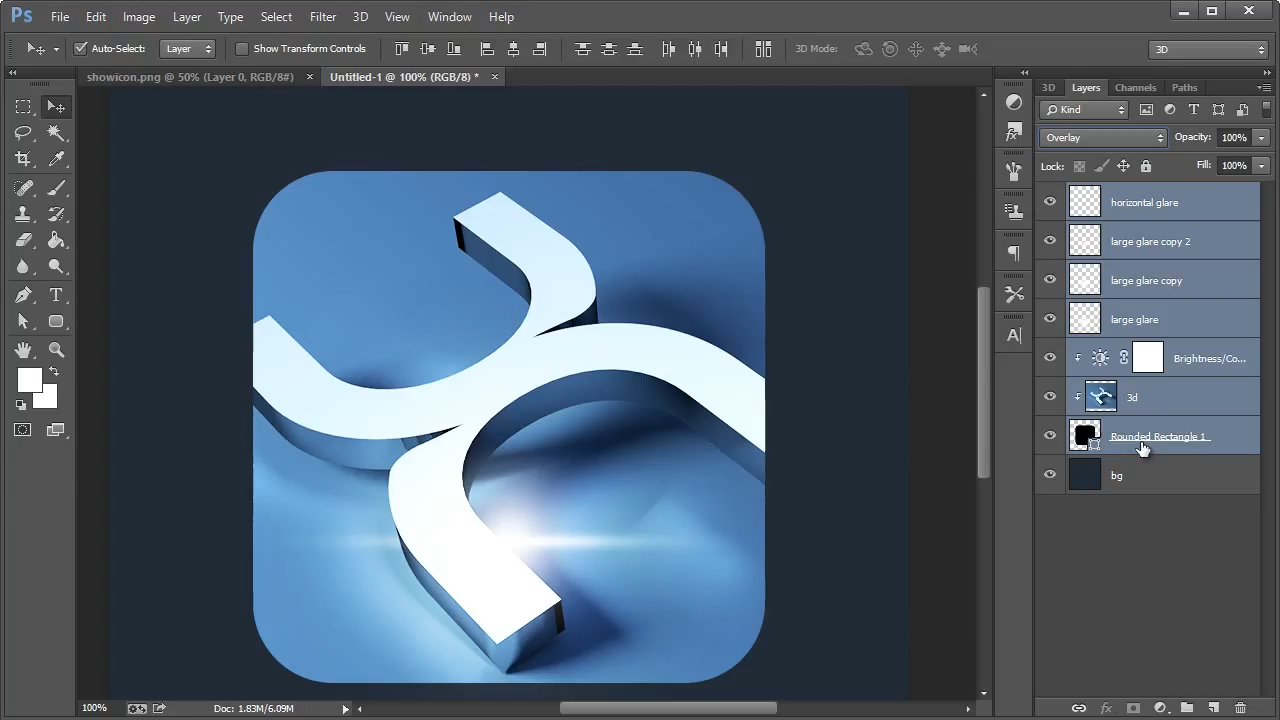 Ps File Edit Image Layer Type Select Filter 3D View Window Help
Auto-Select: Layer Show Transform Controls 3D Mode: 3D
showicon.png @ 50% (Layer 0, RGB/8#) × Untitled-1 @ 100% (RGB/8) * ×
3D Layers Channels Paths
Kind
Overlay Opacity: 100%
Lock: Fill: 100%
horizontal glare
large glare copy 2
large glare copy
large glare
Brightness/Co...
3d
Rounded Rectangle 1
bg
100% Doc: 1.83M/6.09M